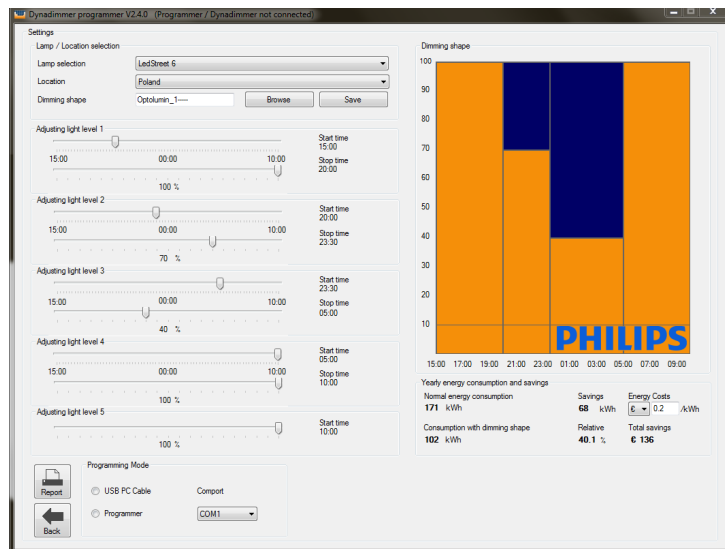 Dynadimmer programmer V2.4.0 (Programmer / Dynadimmer not connected)
Settings
Lamp / Location selection
Lamp selection LedStreet 6
Location Poland
Dimming shape Optolumin_1---- Browse Save
Adjusting light level 1
Start time
15:00
15:00 00:00 10:00
Stop time
20:00
100 %
Adjusting light level 2
Start time
20:00
15:00 00:00 10:00
Stop time
23:30
70 %
Adjusting light level 3
Start time
23:30
15:00 00:00 10:00
Stop time
05:00
40 %
Adjusting light level 4
Start time
05:00
15:00 00:00 10:00
Stop time
10:00
100 %
Adjusting light level 5
Start time
10:00
100 %
Programming Mode
Report
USB PC Cable Comport
Programmer COM1
Back
Dimming shape
100
90
80
70
60
50
40
30
20
10
PHILIPS
15:00 17:00 19:00 21:00 23:00 01:00 03:00 05:00 07:00 09:00
Yearly energy consumption and savings
Normal energy consumption Savings Energy Costs
171 kWh 68 kWh € 0.2 /kWh
Consumption with dimming shape Relative Total savings
102 kWh 40.1 % € 136